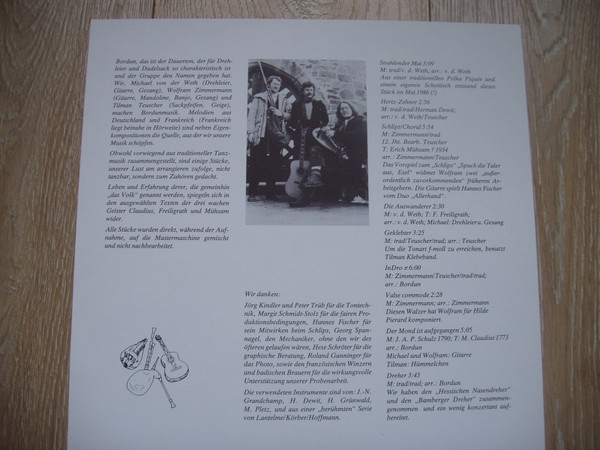 Bordun, das ist der Dauerton, der für Dreh-
leier und Dudelsack so charakteristisch ist
und der Gruppe den Namen gegeben hat.
Wir, Michael von der Weth (Drehleier,
Gitarre, Gesang), Wolfram Zimmermann
(Gitarre, Mandoline, Banjo, Gesang) und
Tilman Teuscher (Sackpfeifen, Geige),
machen Bordunmusik. Melodien aus
Deutschland und Frankreich (Frankreich
liegt beinahe in Hörweite) sind neben Eigen-
kompositionen die Quelle, aus der wir unsere
Musik schöpfen.
Obwohl vorwiegend aus traditioneller Tanz-
musik zusammengestellt, sind einige Stücke,
unserer Lust am arrangieren zufolge, nicht
tanzbar, sondern zum Zuhören gedacht.
Leben und Erfahrung derer, die gemeinhin
„das Volk" genannt werden, spiegeln sich in
den ausgewählten Texten der drei wachen
Geister Claudius, Freiligrath und Mühsam
wider.
Alle Stücke wurden direkt, während der Auf-
nahme, auf die Mastermaschine gemischt
und nicht nachbearbeitet.
Wir danken:
Jörg Kindler und Peter Trüb für die Tontech-
nik, Margit Schmidt-Stolz für die fairen Pro-
duktionsbedingungen, Hannes Fischer für
sein Mitwirken beim Schlips, Georg Span-
nagel, den Mechaniker, ohne den wir des
öfteren gelaufen wären, Hese Schröter für die
graphische Beratung, Roland Gunninger für
das Photo, sowie den französischen Winzern
und badischen Brauern für die wirkungsvolle
Unterstützung unserer Probenarbeit.
Die verwendeten Instrumente sind von: J.-N.
Grandchamp, H. Dewit, H. Grünwald,
M. Pletz, und aus einer „berühmten" Serie
von Lantelme/Körber/Hoffmann.
Strahlender Mai 3:09
M: trad/v. d. Weth, arr.: v. d. Weth
Aus einer traditionellen Polka Piquée und
einem eigenen Schottisch entstand dieses
Stück im Mai 1986 (!)
Hertz-Zelwer 2:36
M: trad/trad/Herman Dewit;
arr.: v. d. Weth/Teuscher
Schlips/Choral 5:54
M: Zimmermann/trad
12. Jht. Bearb. Teuscher
T: Erich Mühsam † 1934
arr.: Zimmermann/Teuscher
Das Vorspiel zum „Schlips" „Spuck die Taler
aus, Esel" widmet Wolfram zwei „außer-
ordentlich zuvorkommenden" früheren Ar-
beitgebern. Die Gitarre spielt Hannes Fischer
vom Duo „Allerhand".
Die Auswanderer 2:30
M: v. d. Weth; T: F. Freiligrath;
arr.: v. d. Weth; Michael: Drehleier u. Gesang
Geklebter 3:25
M: trad/Teuscher/trad; arr.: Teuscher
Um die Tonart f-moll zu erreichen, benutzt
Tilman Klebeband.
M: Zimmermann/Teuscher/trad/trad;
arr.: Bordun
Valse commode 2:28
M: Zimmermann; arr.: Zimmermann
Diesen Walzer hat Wolfram für Hilde
Pierard komponiert.
Der Mond ist aufgegangen 5:05
M: J. A. P. Schulz 1790; T: M. Claudius 1773
arr.: Bordun
Michael und Wolfram: Gitarre
Tilman: Hümmelchen
Dreher 3:43
M: trad/trad; arr.: Bordun
Wir haben den „Hessischen Nasendreher"
und den „Bamberger Dreher" zusammen-
genommen und ein wenig konzertant auf-
bereitet.